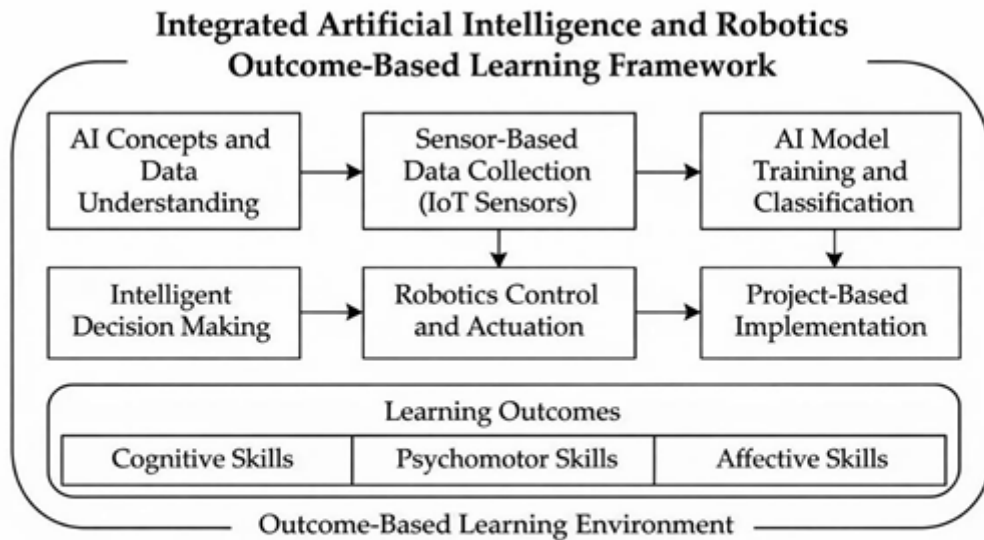 Integrated Artificial Intelligence and Robotics
Outcome-Based Learning Framework
AI Concepts and
Data
Understanding
Sensor-Based
Data Collection
(IoT Sensors)
AI Model
Training and
Classification
Intelligent
Decision Making
Robotics Control
and Actuation
Project-Based
Implementation
Learning Outcomes
Cognitive Skills
Psychomotor Skills
Affective Skills
Outcome-Based Learning Environment